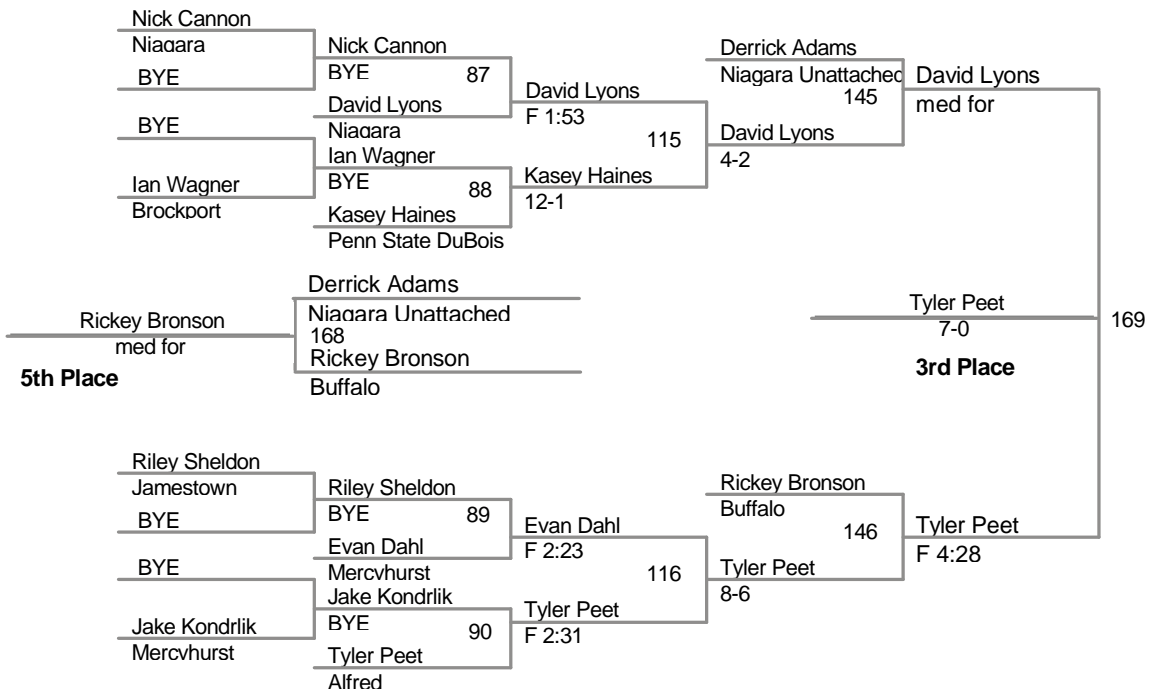 Nick Cannon
Niagara
BYE
BYE
Ian Wagner
Brockport
Nick Cannon
BYE 87
David Lyons
Niagara
Ian Wagner
BYE 88
Kasey Haines
Penn State DuBois
David Lyons
F 1:53
115
Kasey Haines
12-1
Derrick Adams
Niagara Unattached
145
David Lyons
4-2
David Lyons
med for
Rickey Bronson
med for
5th Place
Derrick Adams
Niagara Unattached
168
Rickey Bronson
Buffalo
Tyler Peet
7-0
3rd Place
169
Riley Sheldon
Jamestown
BYE
BYE
Jake Kondrlik
Mercyhurst
Riley Sheldon
BYE 89
Evan Dahl
Mercyhurst
Jake Kondrlik
BYE 90
Tyler Peet
Alfred
Evan Dahl
F 2:23
116
Tyler Peet
F 2:31
Rickey Bronson
Buffalo
146
Tyler Peet
8-6
Tyler Peet
F 4:28